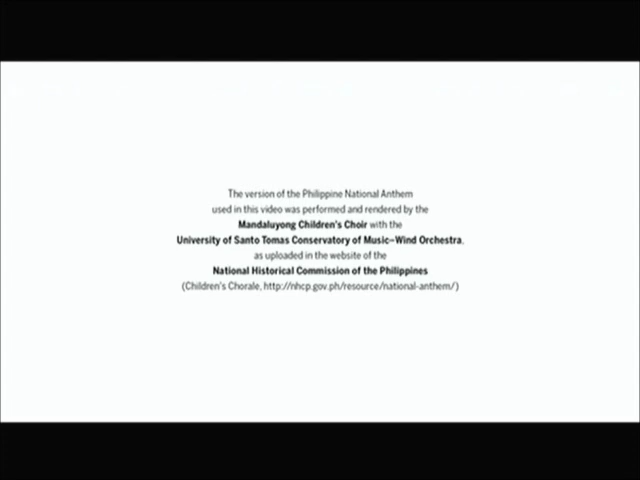 The version of the Philippine National Anthem
used in this video was performed and rendered by the
Mandaluyong Children's Choir with the
University of Santo Tomas Conservatory of Music–Wind Orchestra,
as uploaded in the website of the
National Historical Commission of the Philippines
(Children's Chorale, http://nhcp.gov.ph/resource/national-anthem/)